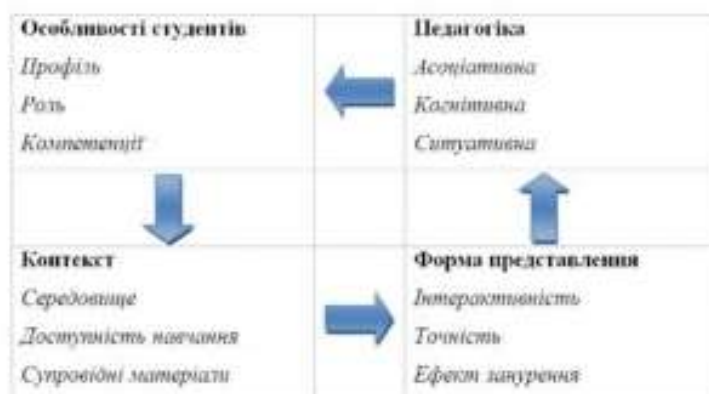 Особливості студентів
Профіль
Роль
Компетенції
Педагогіка
Асоціативна
Когнітивна
Ситуативна
Контекст
Середовище
Доступність навчання
Супровідні матеріали
Форма представлення
Інтерактивність
Точність
Ефект занурення